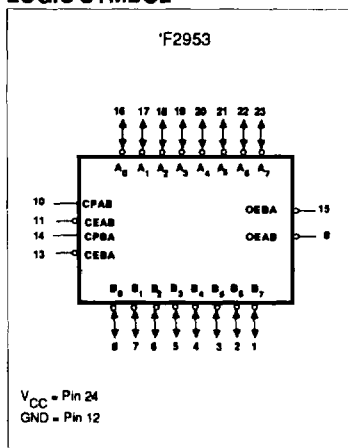 LOGIC SYMBOL
'F2953
16 17 18 19 20 21 22 23
A0 A1 A2 A3 A4 A5 A6 A7
10 CPAB
11 CEAB
14 CPBA
13 CEBA
OEBA 15
OEAB 9
B0 B1 B2 B3 B4 B5 B6 B7
8 7 6 5 4 3 2 1
VCC = Pin 24
GND = Pin 12